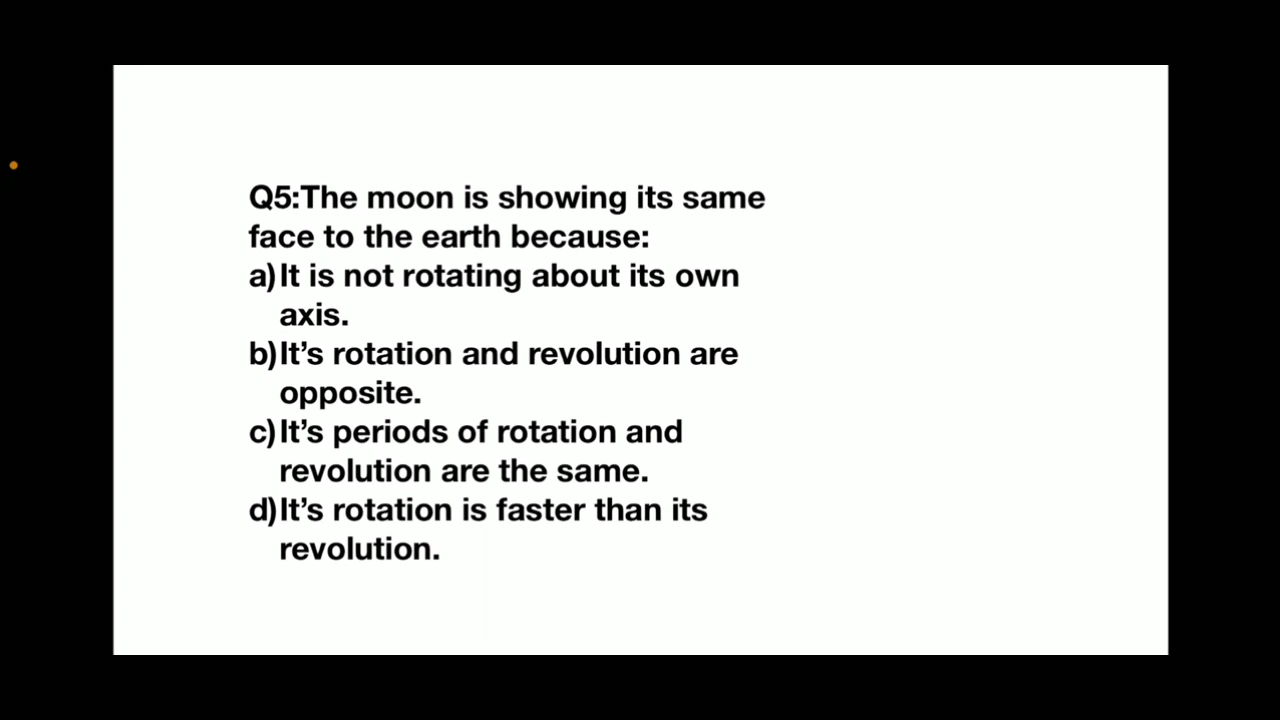 Q5:The moon is showing its same
face to the earth because:
a)It is not rotating about its own
axis.
b)It’s rotation and revolution are
opposite.
c)It’s periods of rotation and
revolution are the same.
d)It’s rotation is faster than its
revolution.